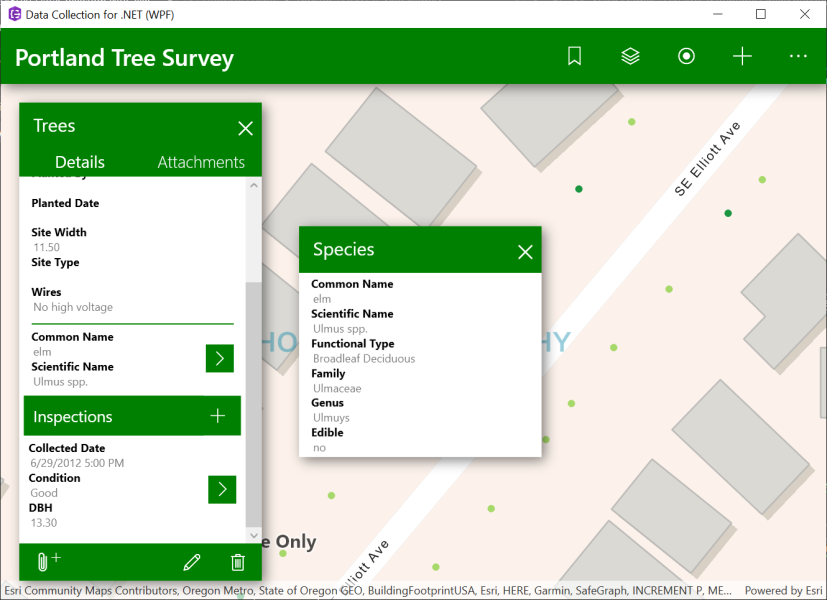 Data Collection for .NET (WPF)
Portland Tree Survey
Trees
Details Attachments
Planted By
Planted Date
Site Width
11.50
Site Type
Wires
No high voltage
Common Name
elm
Scientific Name
Ulmus spp.
Inspections
Collected Date
6/29/2012 5:00 PM
Condition
Good
DBH
13.30
Species
Common Name
elm
Scientific Name
Ulmus spp.
Functional Type
Broadleaf Deciduous
Family
Ulmaceae
Genus
Ulmuys
Edible
no
SE Elliott Ave
HO
HY
e Only
lliott Ave
Esri Community Maps Contributors, Oregon Metro, State of Oregon GEO, BuildingFootprintUSA, Esri, HERE, Garmin, SafeGraph, INCREMENT P, ME... Powered by Esri